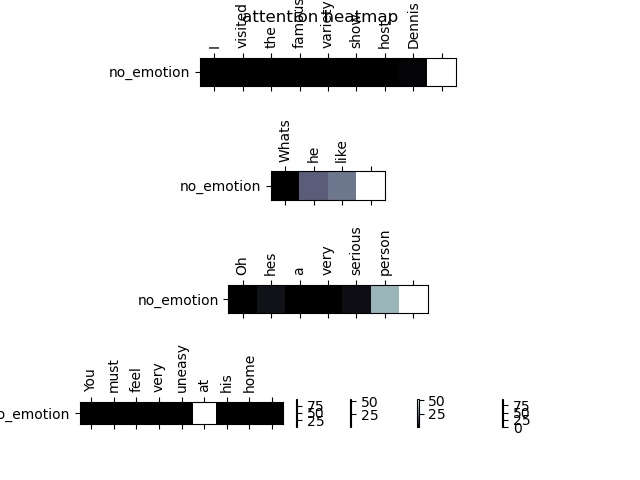 attention heatmap
I visited the famous variety show host Dennis
no_emotion
Whats he like
no_emotion
Oh hes a very serious person
no_emotion
You must feel very uneasy at his home
no_emotion
75 50 25
50 25
50 25
75 50 25 0